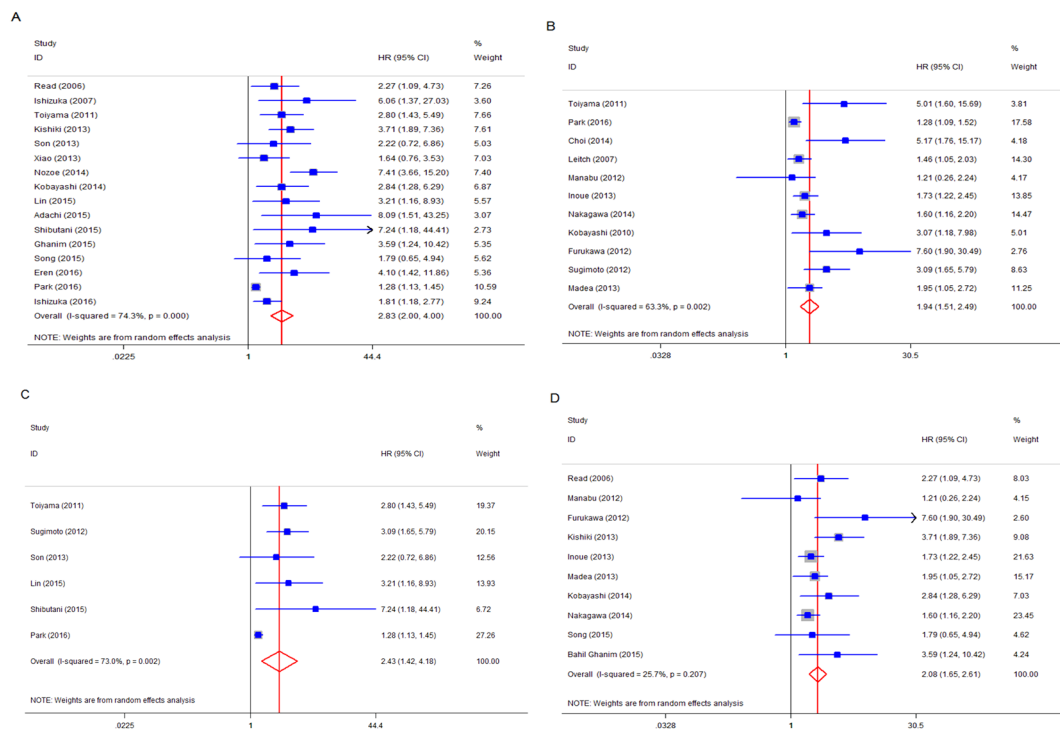 A
Study %
ID HR (95% CI) Weight
Read (2006) 2.27 (1.09, 4.73) 7.26
Ishizuka (2007) 6.06 (1.37, 27.03) 3.60
Toiyama (2011) 2.80 (1.43, 5.49) 7.66
Kishiki (2013) 3.71 (1.89, 7.36) 7.61
Son (2013) 2.22 (0.72, 6.86) 5.03
Xiao (2013) 1.64 (0.76, 3.53) 7.03
Nozoe (2014) 7.41 (3.66, 15.20) 7.40
Kobayashi (2014) 2.84 (1.28, 6.29) 6.87
Lin (2015) 3.21 (1.16, 8.93) 5.57
Adachi (2015) 8.09 (1.51, 43.25) 3.07
Shibutani (2015) 7.24 (1.18, 44.41) 2.73
Ghanim (2015) 3.59 (1.24, 10.42) 5.35
Song (2015) 1.79 (0.65, 4.94) 5.62
Eren (2016) 4.10 (1.42, 11.86) 5.36
Park (2016) 1.28 (1.13, 1.45) 10.59
Ishizuka (2016) 1.81 (1.18, 2.77) 9.24
Overall (I-squared = 74.3%, p = 0.000) 2.83 (2.00, 4.00) 100.00
NOTE: Weights are from random effects analysis
.0225 1 44.4
B
Study %
ID HR (95% CI) Weight
Toiyama (2011) 5.01 (1.60, 15.69) 3.81
Park (2016) 1.28 (1.09, 1.52) 17.58
Choi (2014) 5.17 (1.76, 15.17) 4.18
Leitch (2007) 1.46 (1.05, 2.03) 14.30
Manabu (2012) 1.21 (0.26, 2.24) 4.17
Inoue (2013) 1.73 (1.22, 2.45) 13.85
Nakagawa (2014) 1.60 (1.16, 2.20) 14.47
Kobayashi (2010) 3.07 (1.18, 7.98) 5.01
Furukawa (2012) 7.60 (1.90, 30.49) 2.76
Sugimoto (2012) 3.09 (1.65, 5.79) 8.63
Madea (2013) 1.95 (1.05, 2.72) 11.25
Overall (I-squared = 63.3%, p = 0.002) 1.94 (1.51, 2.49) 100.00
NOTE: Weights are from random effects analysis
.0328 1 30.5
C
Study %
ID HR (95% CI) Weight
Toiyama (2011) 2.80 (1.43, 5.49) 19.37
Sugimoto (2012) 3.09 (1.65, 5.79) 20.15
Son (2013) 2.22 (0.72, 6.86) 12.56
Lin (2015) 3.21 (1.16, 8.93) 13.93
Shibutani (2015) 7.24 (1.18, 44.41) 6.72
Park (2016) 1.28 (1.13, 1.45) 27.26
Overall (I-squared = 73.0%, p = 0.002) 2.43 (1.42, 4.18) 100.00
NOTE: Weights are from random effects analysis
.0225 1 44.4
D
Study %
ID HR (95% CI) Weight
Read (2006) 2.27 (1.09, 4.73) 8.03
Manabu (2012) 1.21 (0.26, 2.24) 4.15
Furukawa (2012) 7.60 (1.90, 30.49) 2.60
Kishiki (2013) 3.71 (1.89, 7.36) 9.08
Inoue (2013) 1.73 (1.22, 2.45) 21.63
Madea (2013) 1.95 (1.05, 2.72) 15.17
Kobayashi (2014) 2.84 (1.28, 6.29) 7.03
Nakagawa (2014) 1.60 (1.16, 2.20) 23.45
Song (2015) 1.79 (0.65, 4.94) 4.62
Bahil Ghanim (2015) 3.59 (1.24, 10.42) 4.24
Overall (I-squared = 25.7%, p = 0.207) 2.08 (1.65, 2.61) 100.00
NOTE: Weights are from random effects analysis
.0328 1 30.5